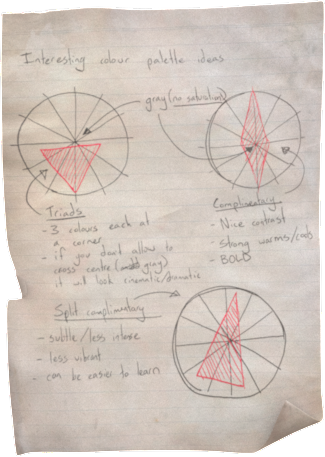 Interesting colour palette ideas
gray (no saturation)
Triads
- 3 colours each at
a corner
- if you don't allow to
cross centre (gray)
it will look cinematic/dramatic
Complimentary
- Nice contrast
- Strong warms/cools
- BOLD
Split complimentary
- subtle/less intense
- less vibrant
- can be easier to learn